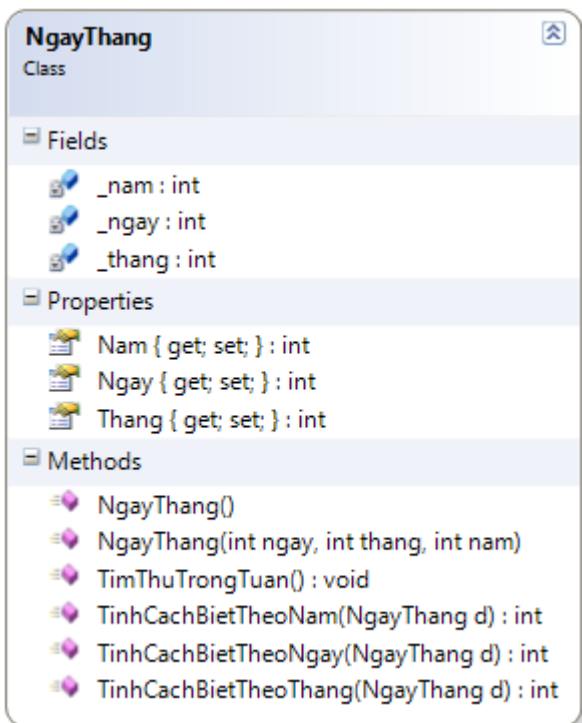 NgayThang
Class
Fields
_nam : int
_ngay : int
_thang : int
Properties
Nam { get; set; } : int
Ngay { get; set; } : int
Thang { get; set; } : int
Methods
NgayThang()
NgayThang(int ngay, int thang, int nam)
TimThuTrongTuan() : void
TinhCachBietTheoNam(NgayThang d) : int
TinhCachBietTheoNgay(NgayThang d) : int
TinhCachBietTheoThang(NgayThang d) : int